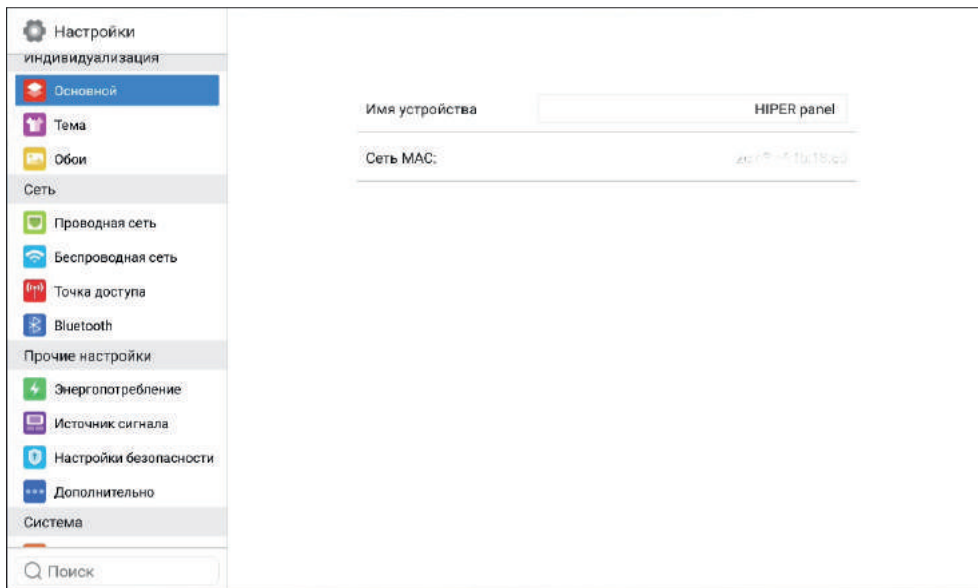 Настройки
Индивидуализация
Основной
Тема
Обои
Сеть
Проводная сеть
Беспроводная сеть
Точка доступа
Bluetooth
Прочие настройки
Энергопотребление
Источник сигнала
Настройки безопасности
Дополнительно
Система
Поиск
Имя устройства HIPER panel
Сеть MAC: